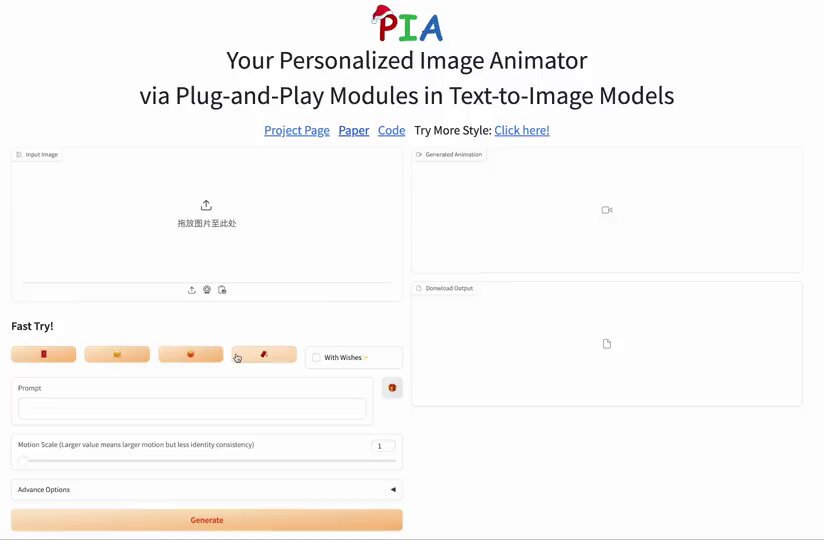 PIA
Your Personalized Image Animator
via Plug-and-Play Modules in Text-to-Image Models
Project Page Paper Code Try More Style: Click here!
Input Image
拖放图片至此处
Generated Animation
Donwload Output
Fast Try!
With Wishes
Prompt
Motion Scale (Larger value means larger motion but less identity consistency)
1
Advance Options
Generate